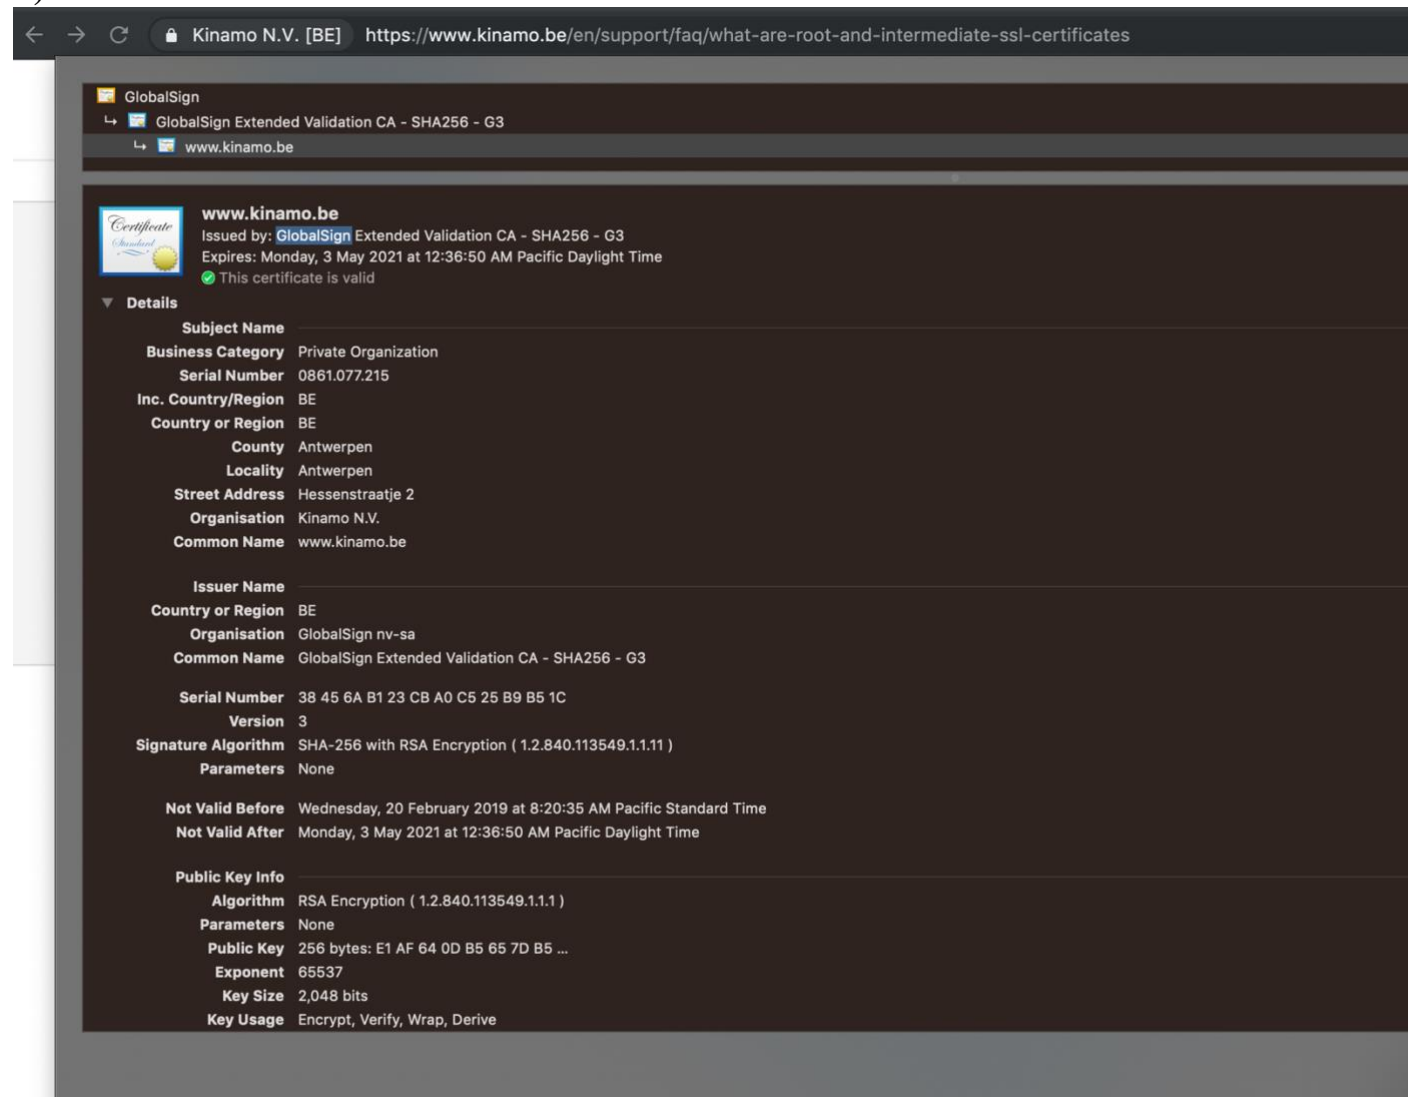 Kinamo N.V. [BE] https://www.kinamo.be/en/support/faq/what-are-root-and-intermediate-ssl-certificates
GlobalSign
GlobalSign Extended Validation CA - SHA256 - G3
www.kinamo.be
Certificate
Standard
www.kinamo.be
Issued by: GlobalSign Extended Validation CA - SHA256 - G3
Expires: Monday, 3 May 2021 at 12:36:50 AM Pacific Daylight Time
This certificate is valid
Details
Subject Name
Business Category Private Organization
Serial Number 0861.077.215
Inc. Country/Region BE
Country or Region BE
County Antwerpen
Locality Antwerpen
Street Address Hessenstraatje 2
Organisation Kinamo N.V.
Common Name www.kinamo.be
Issuer Name
Country or Region BE
Organisation GlobalSign nv-sa
Common Name GlobalSign Extended Validation CA - SHA256 - G3
Serial Number 38 45 6A B1 23 CB A0 C5 25 B9 B5 1C
Version 3
Signature Algorithm SHA-256 with RSA Encryption ( 1.2.840.113549.1.1.11 )
Parameters None
Not Valid Before Wednesday, 20 February 2019 at 8:20:35 AM Pacific Standard Time
Not Valid After Monday, 3 May 2021 at 12:36:50 AM Pacific Daylight Time
Public Key Info
Algorithm RSA Encryption ( 1.2.840.113549.1.1.1 )
Parameters None
Public Key 256 bytes: E1 AF 64 0D B5 65 7D B5 ...
Exponent 65537
Key Size 2,048 bits
Key Usage Encrypt, Verify, Wrap, Derive